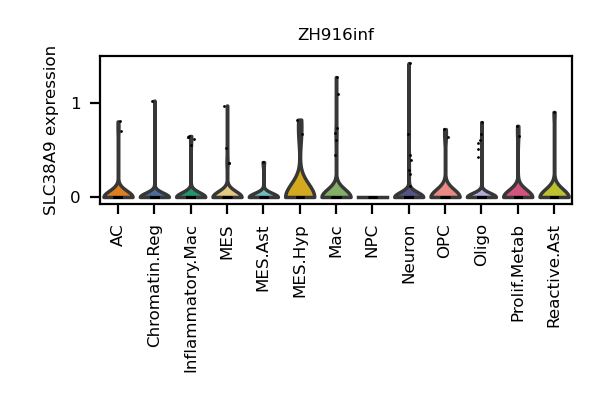 ZH916inf
SLC38A9 expression
1
0
AC
Chromatin.Reg
Inflammatory.Mac
MES
MES.Ast
MES.Hyp
Mac
NPC
Neuron
OPC
Oligo
Prolif.Metab
Reactive.Ast